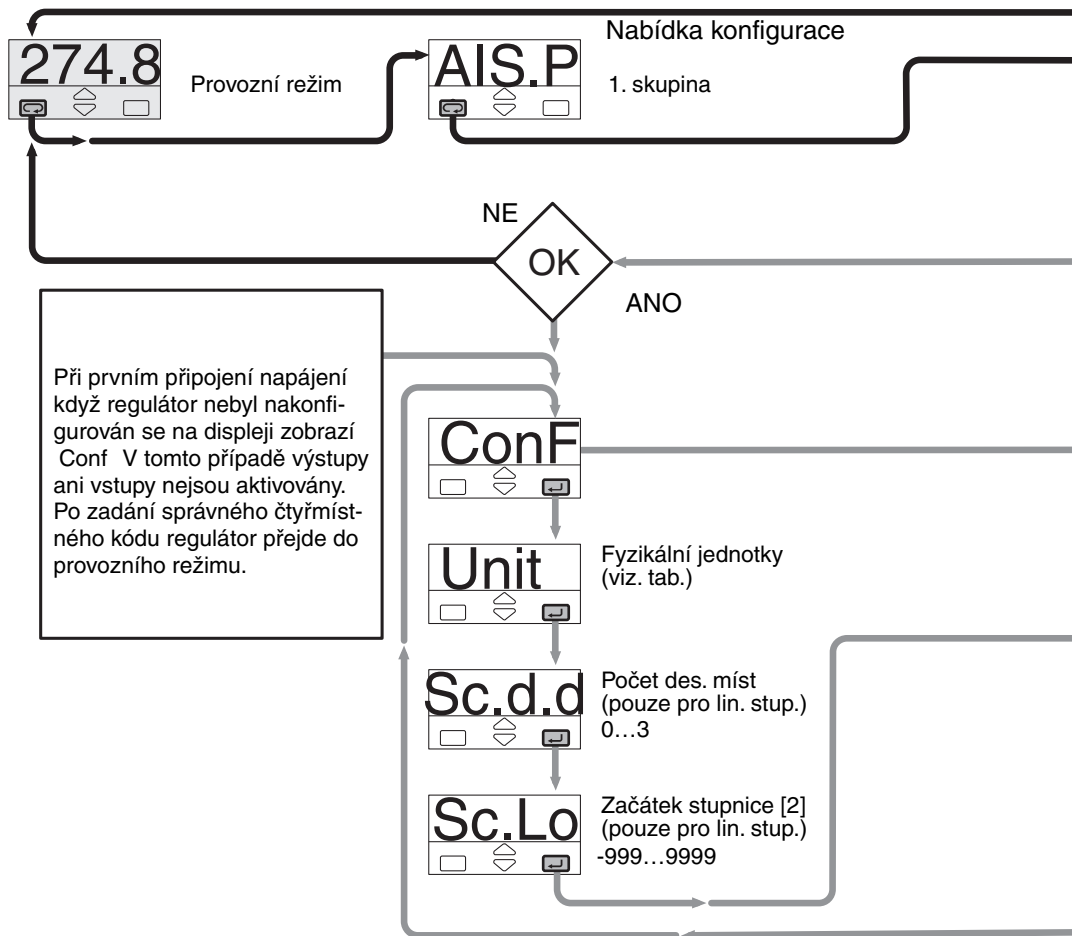 Nabídka konfigurace
274.8
Provozní režim
AIS.P
1. skupina
NE
OK
ANO
Při prvním připojení napájení
když regulátor nebyl nakonfi-
gurován se na displeji zobrazí
Conf V tomto případě výstupy
ani vstupy nejsou aktivovány.
Po zadání správného čtyřmíst-
ného kódu regulátor přejde do
provozního režimu.
ConF
Unit
Fyzikální jednotky
(viz. tab.)
Sc.d.d
Počet des. míst
(pouze pro lin. stup.)
0…3
Sc.Lo
Začátek stupnice [2]
(pouze pro lin. stup.)
-999…9999